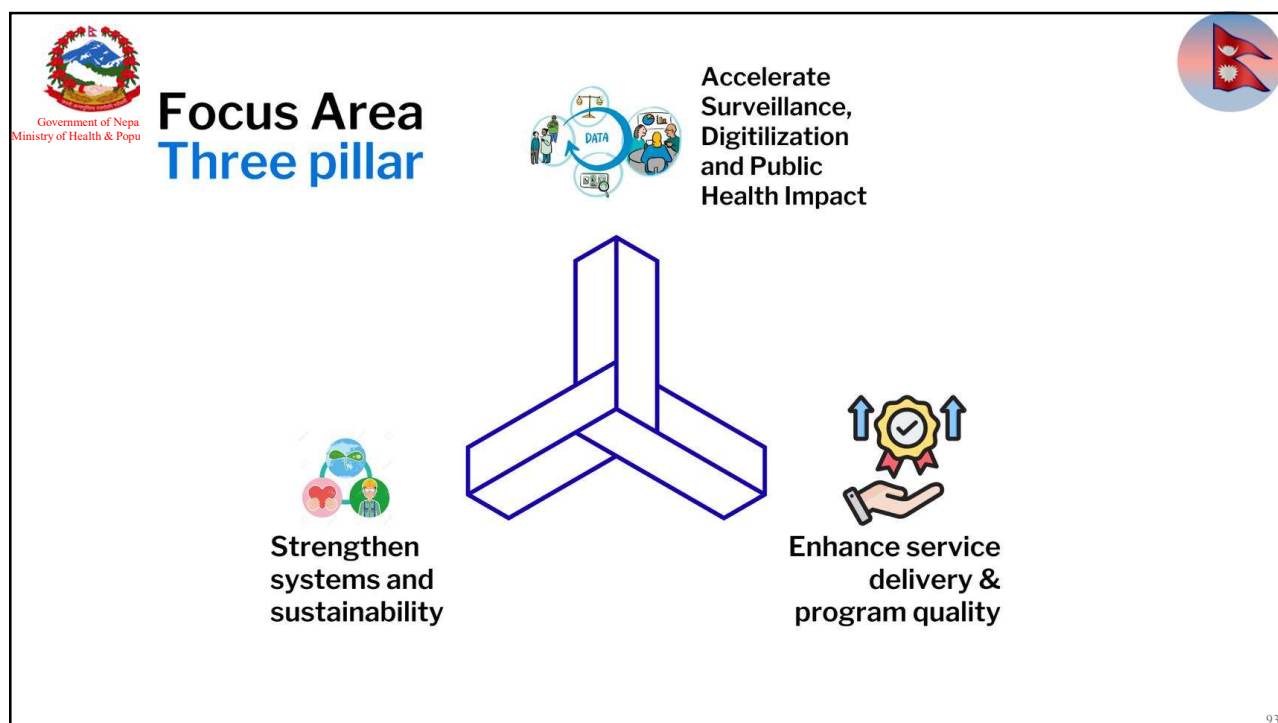 Government of Nepa
Ministry of Health & Popu
Focus Area
Three pillar
DATA
Accelerate
Surveillance,
Digitilization
and Public
Health Impact
Strengthen
systems and
sustainability
Enhance service
delivery &
program quality
93